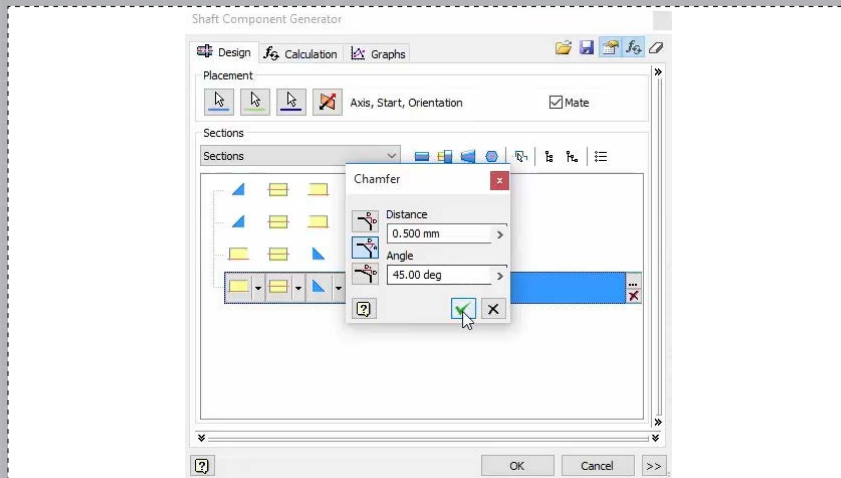 Shaft Component Generator
Design
Calculation
Graphs
Placement
Axis, Start, Orientation
Mate
Sections
Sections
Chamfer
x
Distance
0.500 mm >
Angle
45.00 deg >
...
?
? OK Cancel >>